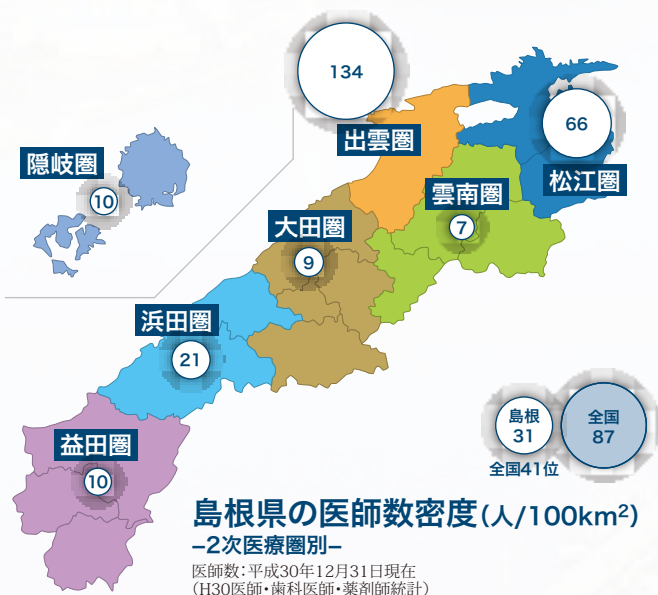 134
出雲圏
66
松江圏
隠岐圏
10
雲南圏
7
大田圏
9
浜田圏
21
益田圏
10
島根
31
全国
87
全国41位
島根県の医師数密度(人/100km²)
−2次医療圏別−
医師数:平成30年12月31日現在
(H30医師・歯科医師・薬剤師統計)